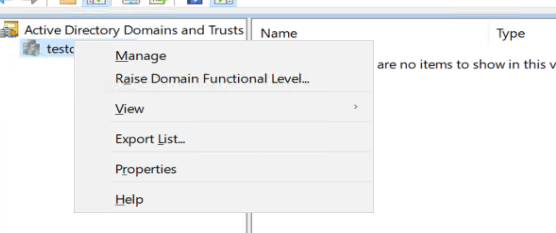 Active Directory Domains and Trusts
Name
Type
Manage
Raise Domain Functional Level...
are no items to show in this
View
Export List...
Properties
Help